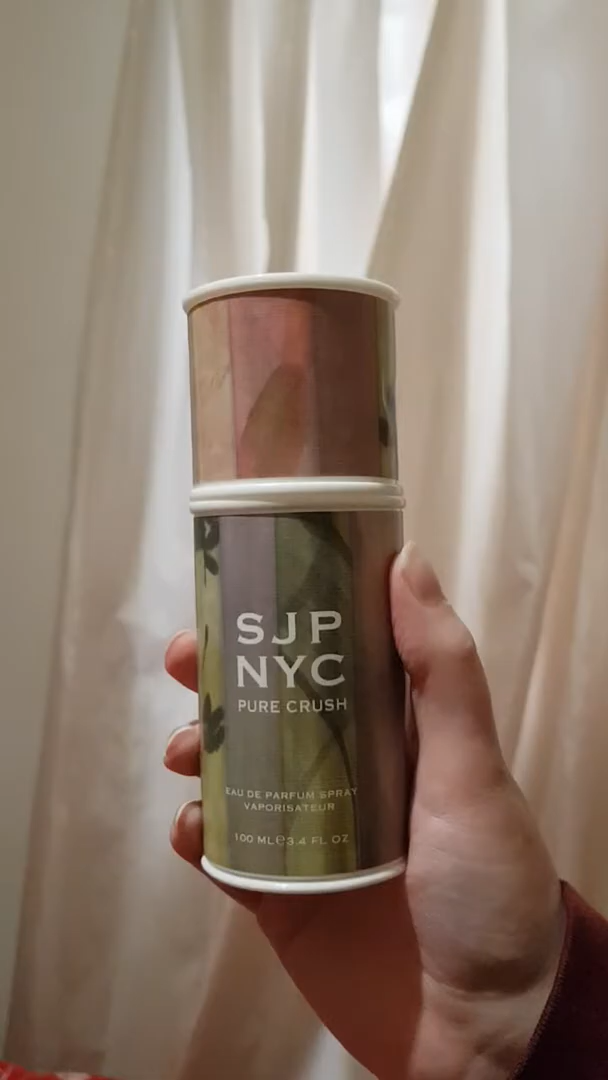 SJP
NYC
PURE CRUSH
EAU DE PARFUM SPRAY
VAPORISATEUR
100 ML℮3.4 FL OZ